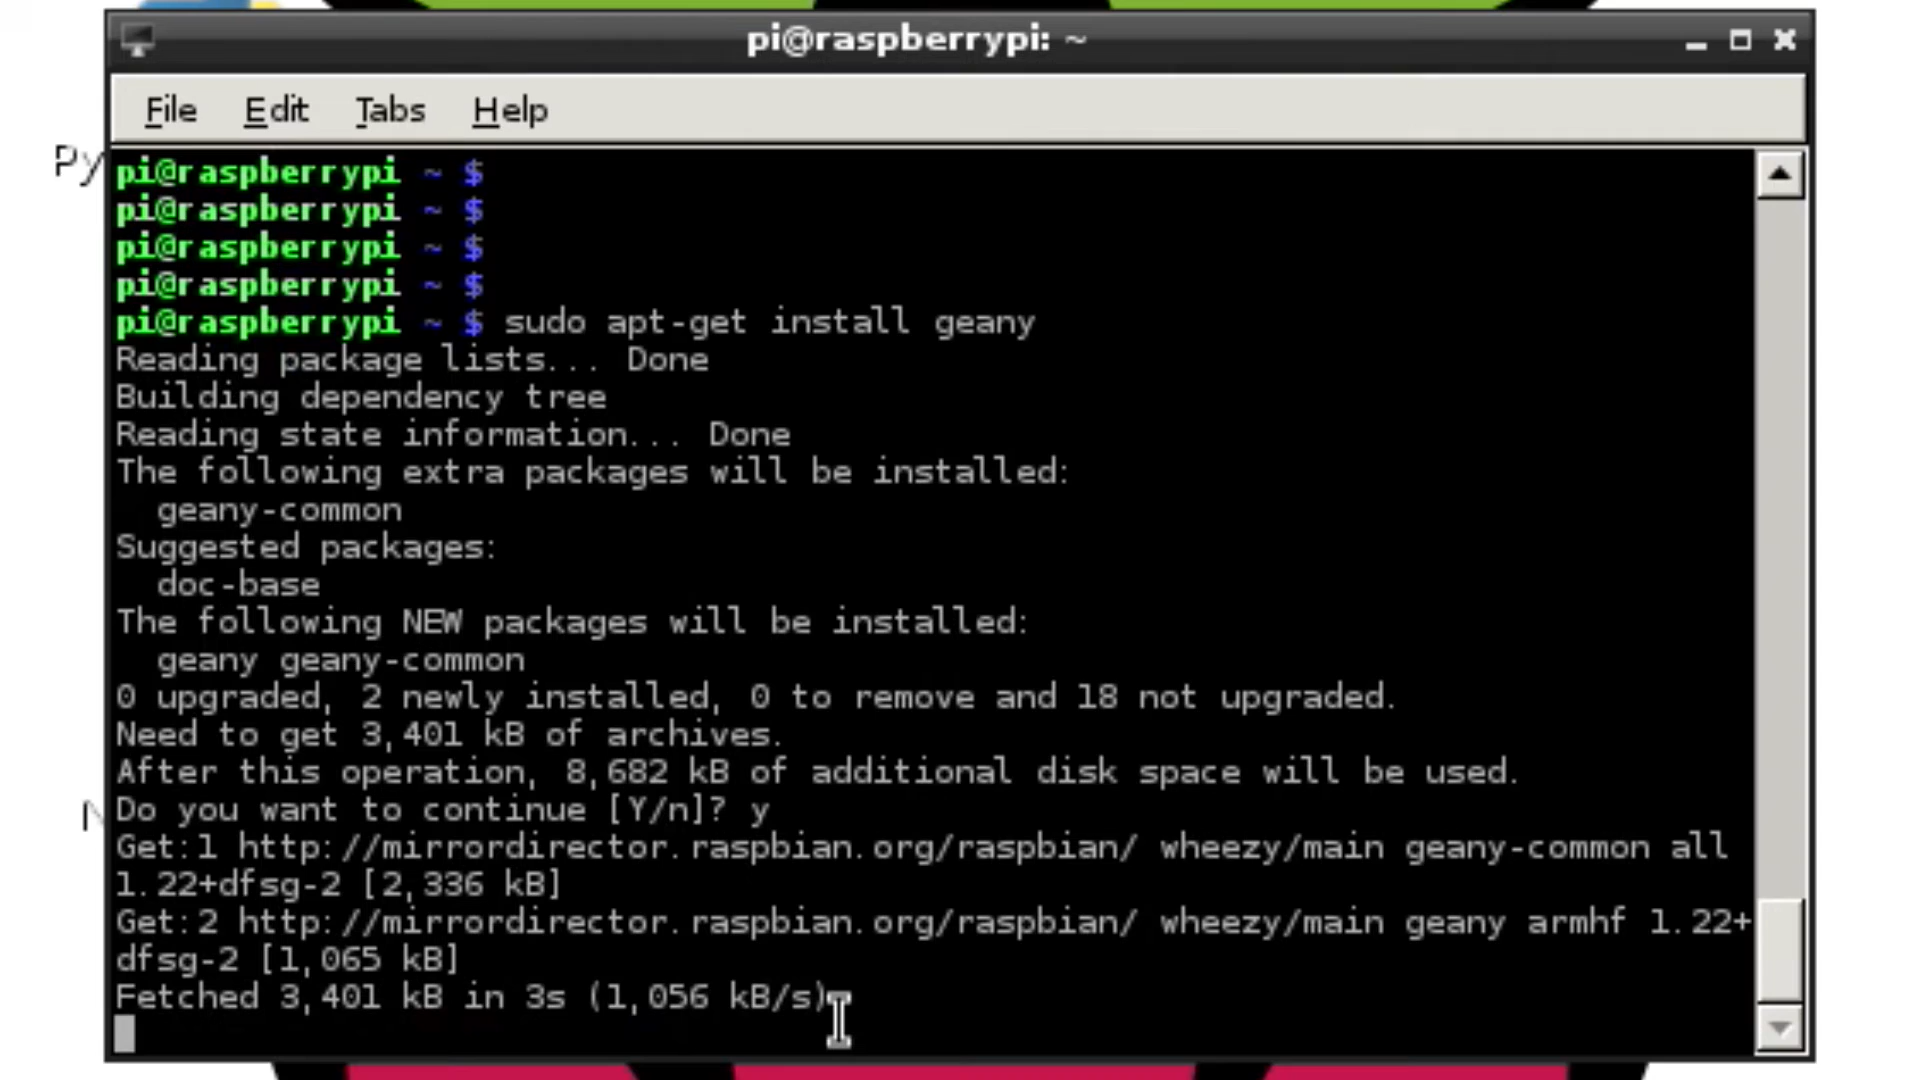 pi@raspberrypi: ~
File Edit Tabs Help
Py
pi@raspberrypi ~ $
pi@raspberrypi ~ $
pi@raspberrypi ~ $
pi@raspberrypi ~ $
pi@raspberrypi ~ $ sudo apt-get install geany
Reading package lists... Done
Building dependency tree
Reading state information... Done
The following extra packages will be installed:
  geany-common
Suggested packages:
  doc-base
The following NEW packages will be installed:
  geany geany-common
0 upgraded, 2 newly installed, 0 to remove and 18 not upgraded.
Need to get 3,401 kB of archives.
After this operation, 8,682 kB of additional disk space will be used.
Do you want to continue [Y/n]? y
Get:1 http://mirrordirector.raspbian.org/raspbian/ wheezy/main geany-common all
1.22+dfsg-2 [2,336 kB]
Get:2 http://mirrordirector.raspbian.org/raspbian/ wheezy/main geany armhf 1.22+
dfsg-2 [1,065 kB]
Fetched 3,401 kB in 3s (1,056 kB/s)